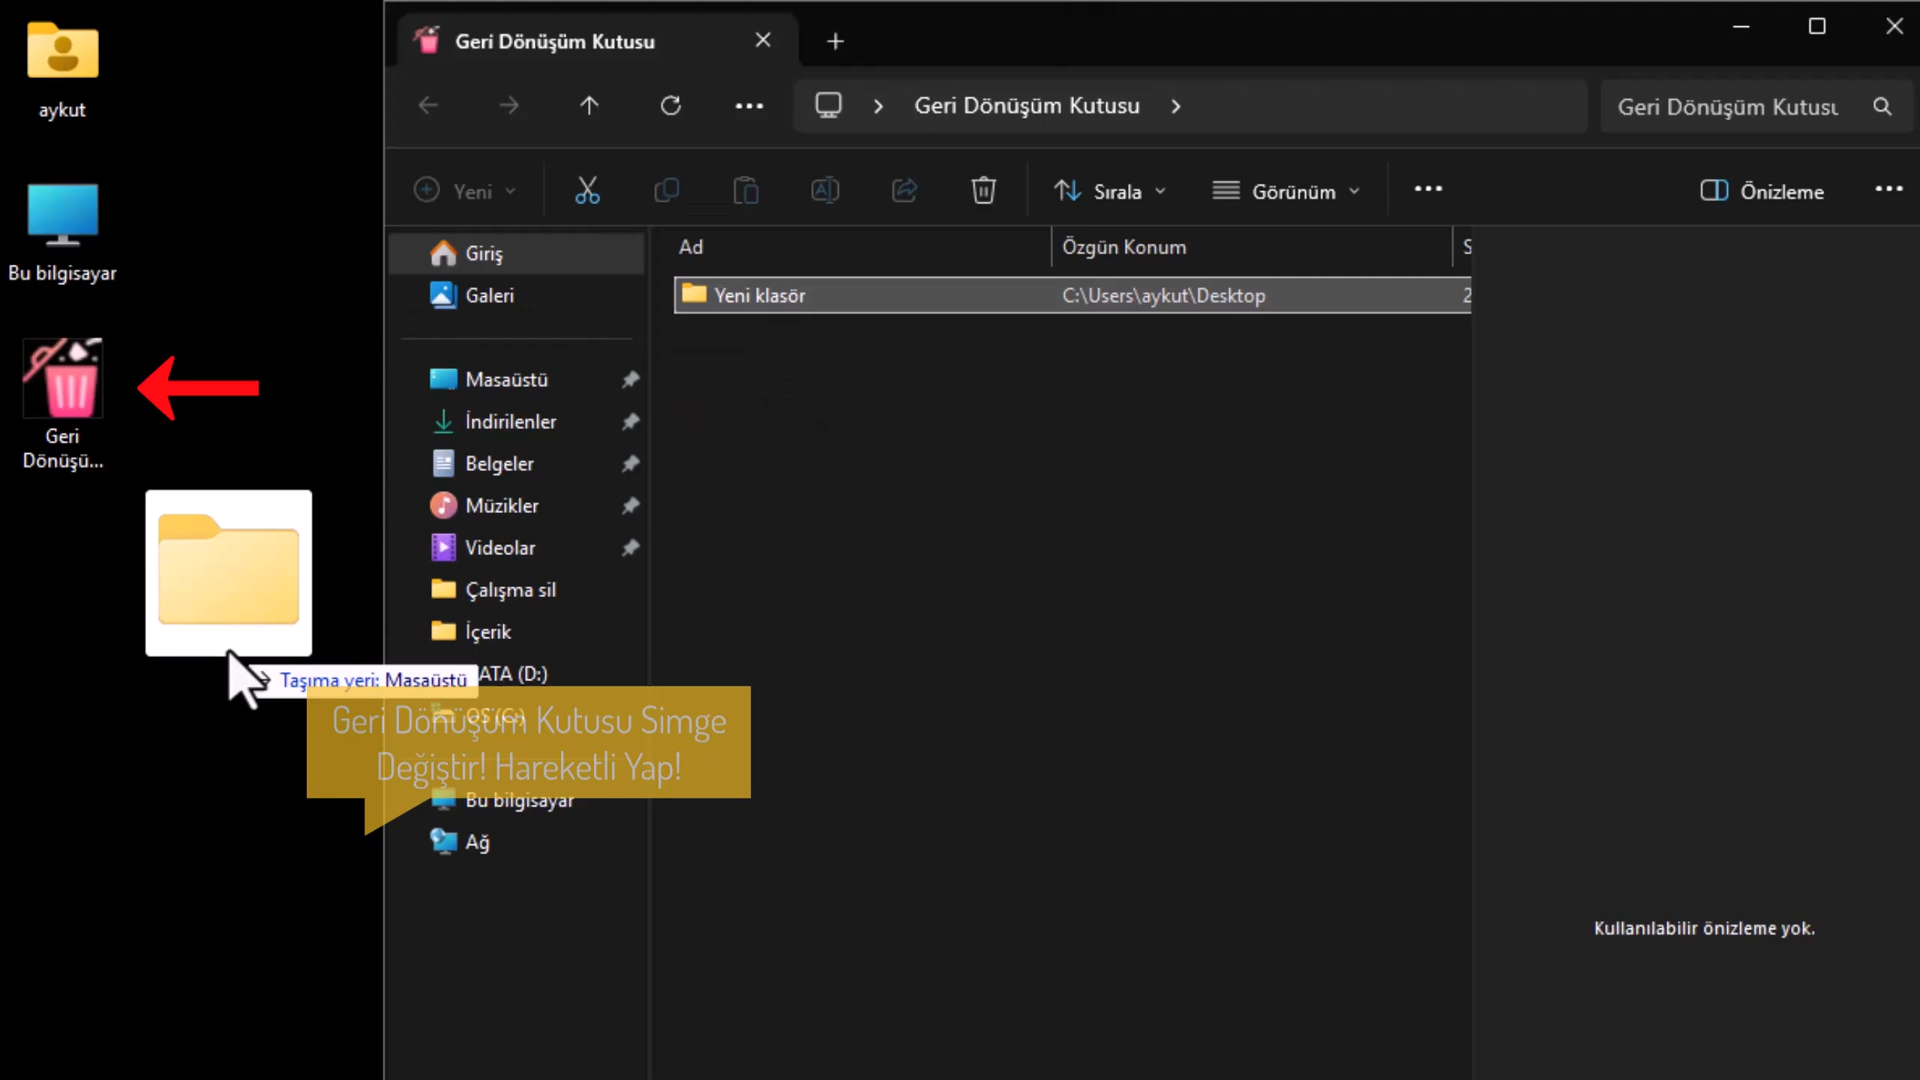 aykut
Bu bilgisayar
Geri
Dönüşü...
Geri Dönüşüm Kutusu
Geri Dönüşüm Kutusu
Geri Dönüşüm Kutusu
Yeni
Sırala
Görünüm
Önizleme
Giriş
Galeri
Masaüstü
İndirilenler
Belgeler
Müzikler
Videolar
Çalışma sil
İçerik
ATA (D:)
OS (C:)
Bu bilgisayar
Ağ
Ad
Özgün Konum
S
Yeni klasör
C:\Users\aykut\Desktop
2
Taşıma yeri: Masaüstü
Geri Dönüşüm Kutusu Simge
Değiştir! Hareketli Yap!
Kullanılabilir önizleme yok.